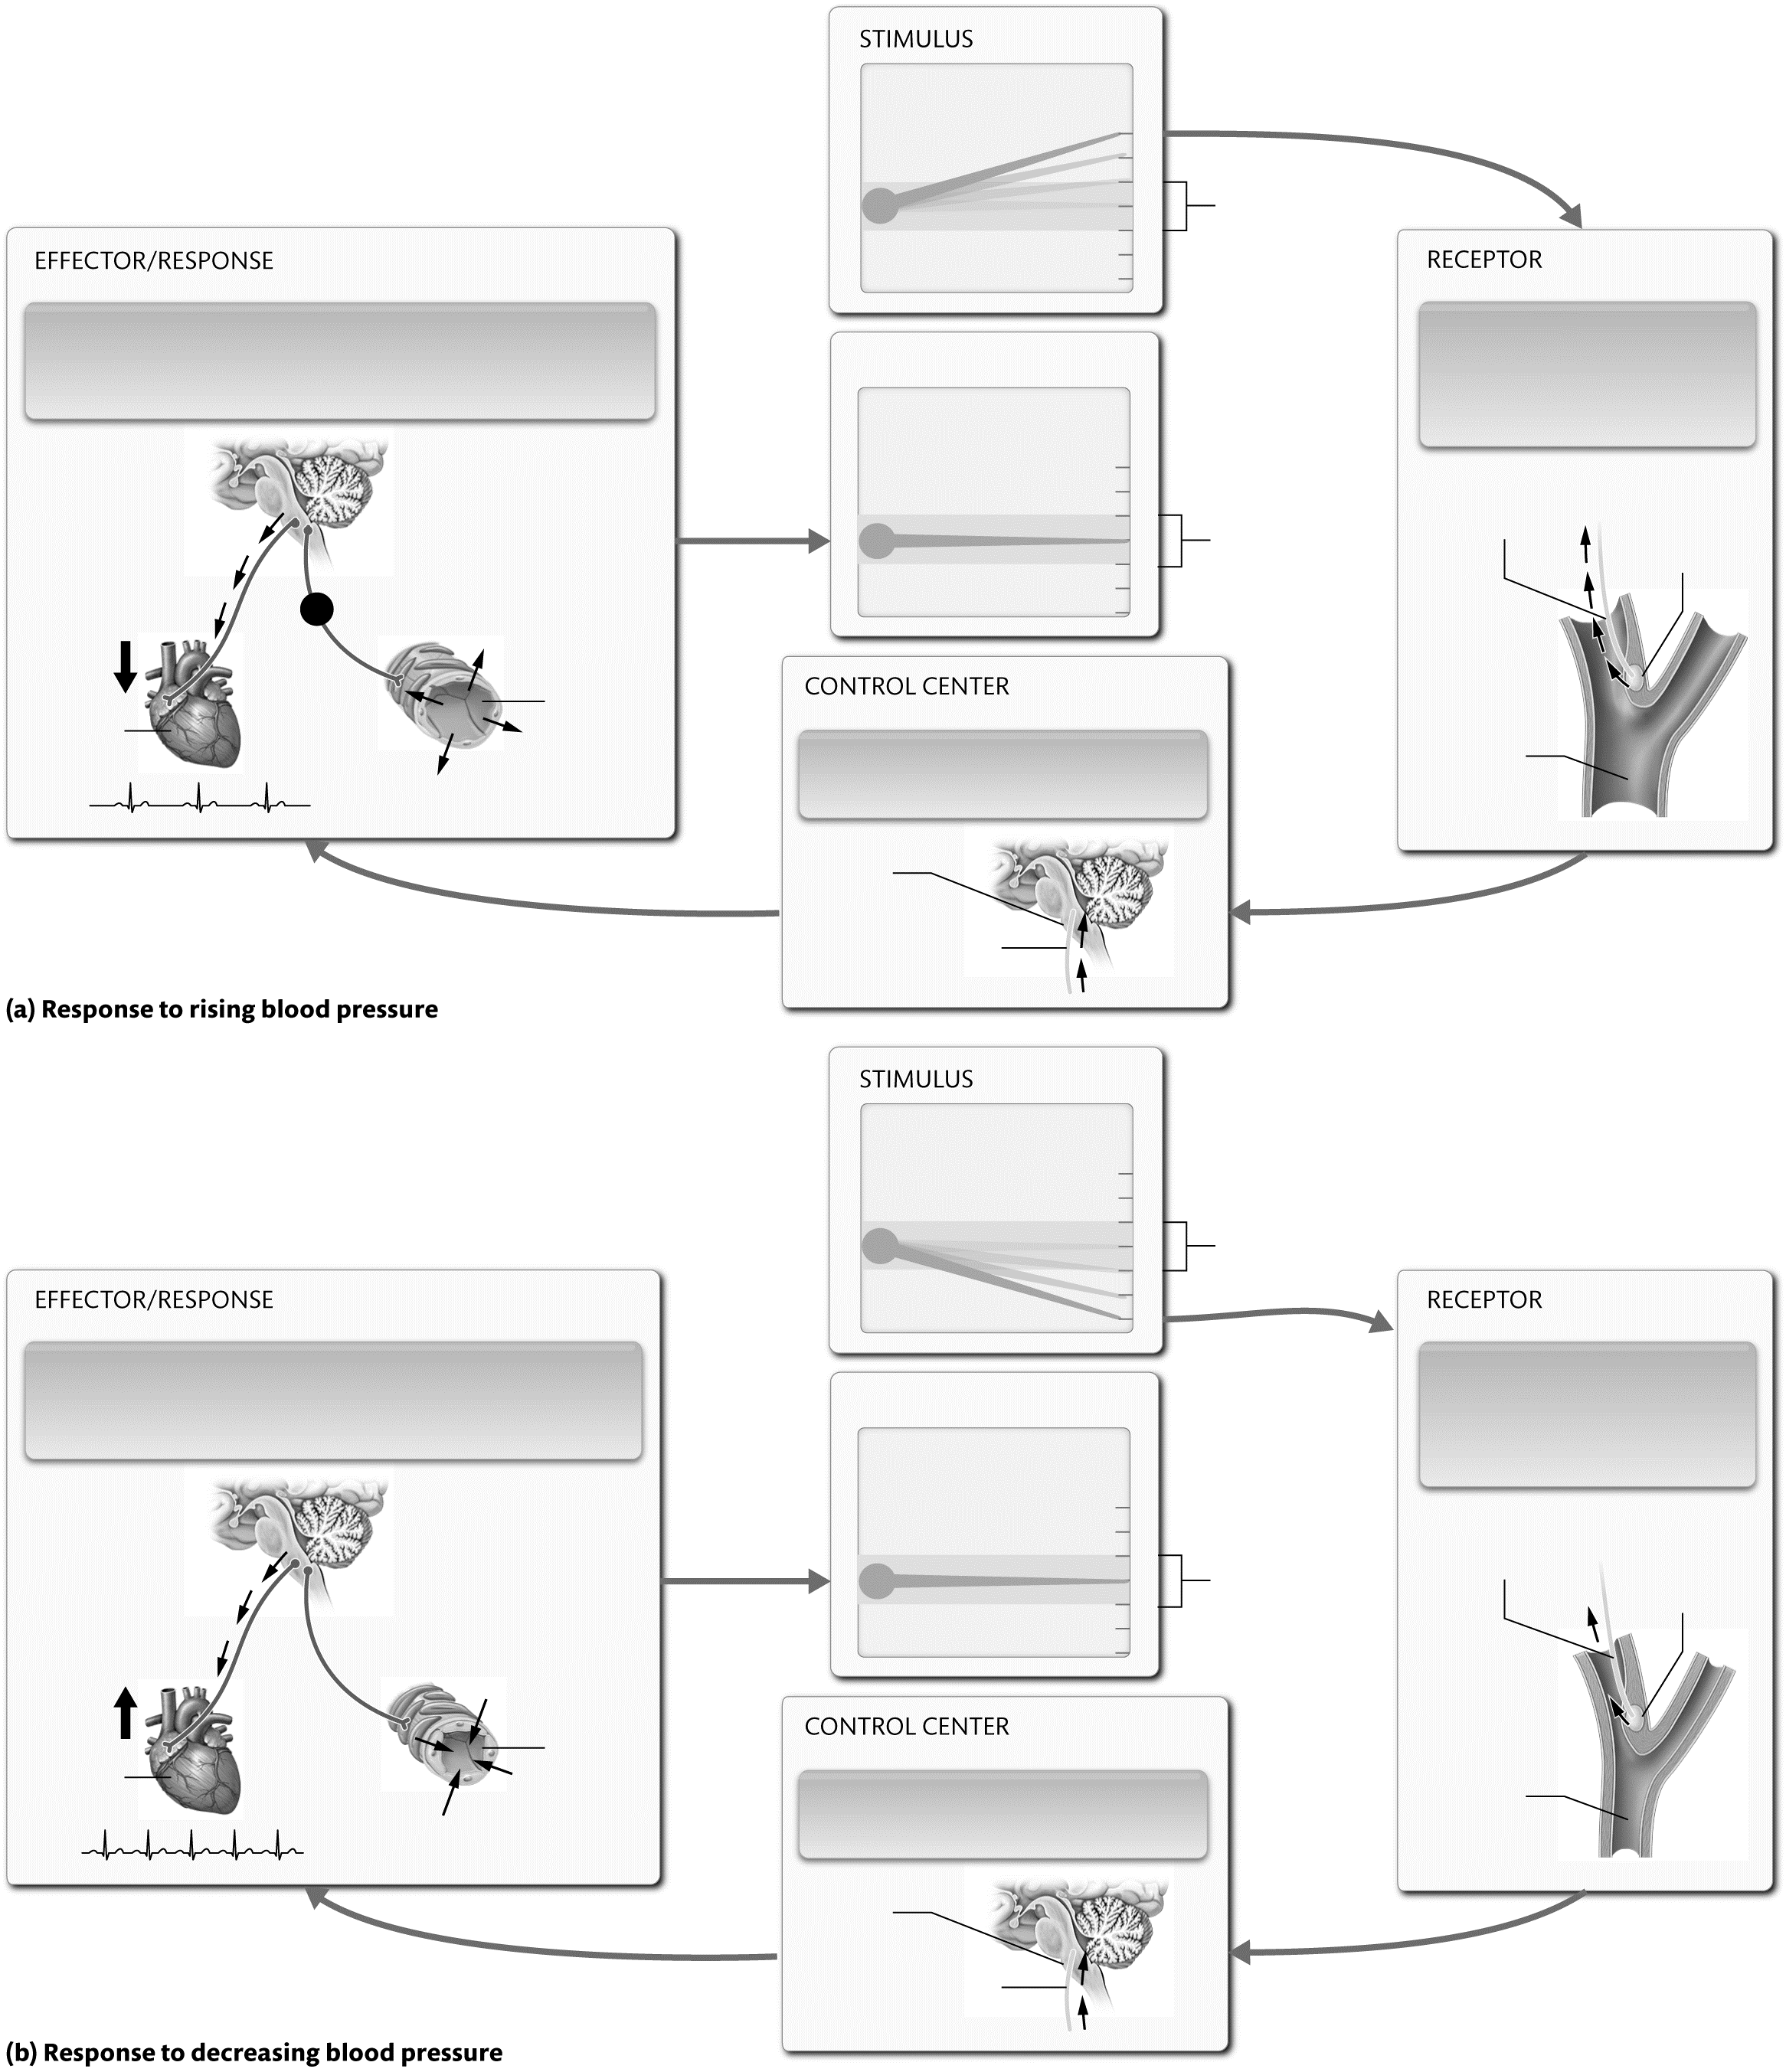 STIMULUS
EFFECTOR/RESPONSE
RECEPTOR
CONTROL CENTER
(a) Response to rising blood pressure
STIMULUS
EFFECTOR/RESPONSE
RECEPTOR
CONTROL CENTER
(b) Response to decreasing blood pressure